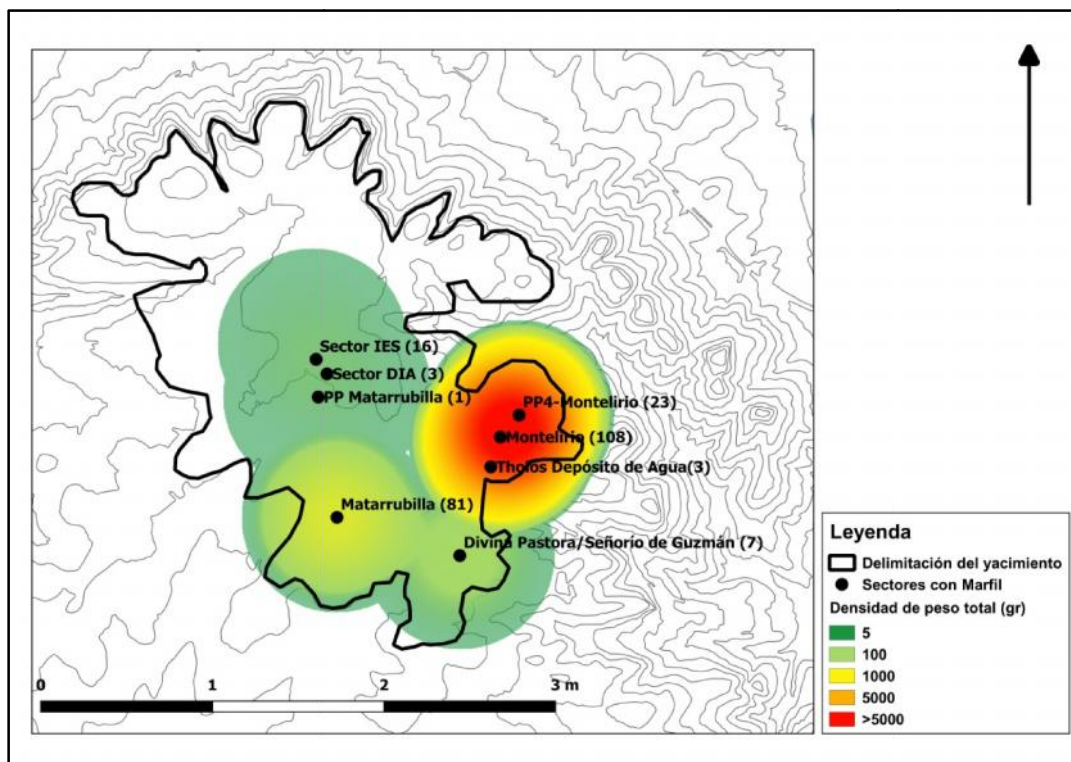 Sector IES (16)
Sector DIA (3)
PP Matarrubilla (1)
PP4-Montelirio (23)
Montelirio (108)
Tholos Depósito de Agua(3)
Matarrubilla (81)
Divina Pastora/Señorio de Guzmán (7)
0 1 2 3 m
Leyenda
Delimitación del yacimiento
Sectores con Marfil
Densidad de peso total (gr)
5
100
1000
5000
>5000